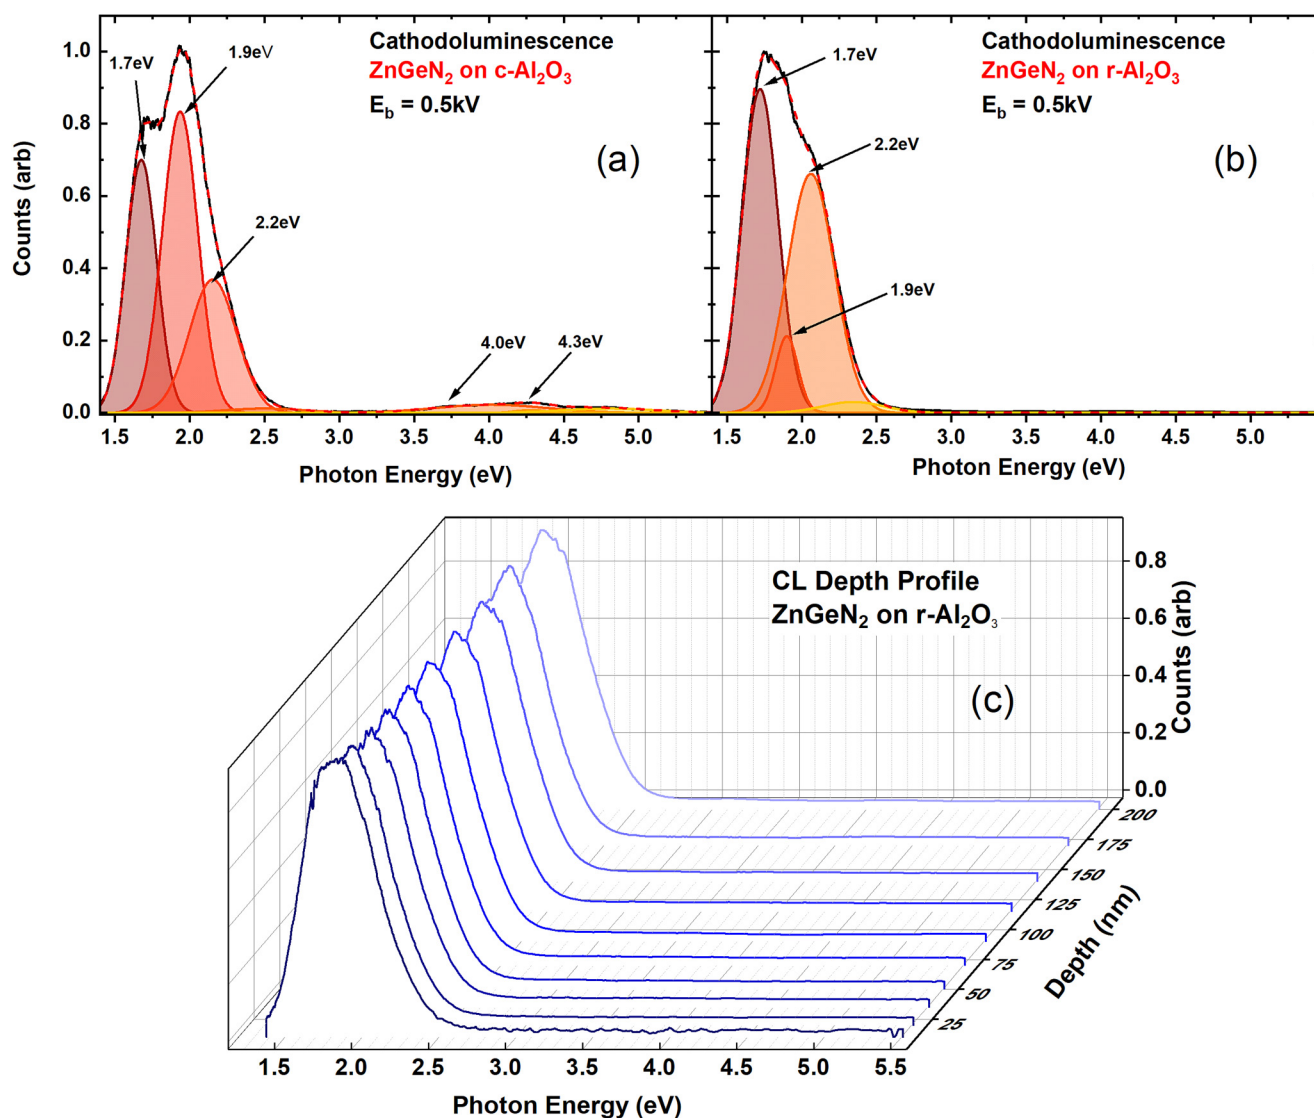 Cathodoluminescence
ZnGeN₂ on c-Al₂O₃
E_b = 0.5kV
(a)
1.7eV
1.9eV
2.2eV
4.0eV
4.3eV
Counts (arb)
1.0
0.8
0.6
0.4
0.2
0.0
1.5 2.0 2.5 3.0 3.5 4.0 4.5 5.0
Photon Energy (eV)
Cathodoluminescence
ZnGeN₂ on r-Al₂O₃
E_b = 0.5kV
(b)
1.7eV
2.2eV
1.9eV
1.5 2.0 2.5 3.0 3.5 4.0 4.5 5.0
Photon Energy (eV)
CL Depth Profile
ZnGeN₂ on r-Al₂O₃
(c)
0.8
0.6
0.4
0.2
0.0
Counts (arb)
200
175
150
125
100
75
50
25
Depth (nm)
1.5 2.0 2.5 3.0 3.5 4.0 4.5 5.0 5.5
Photon Energy (eV)